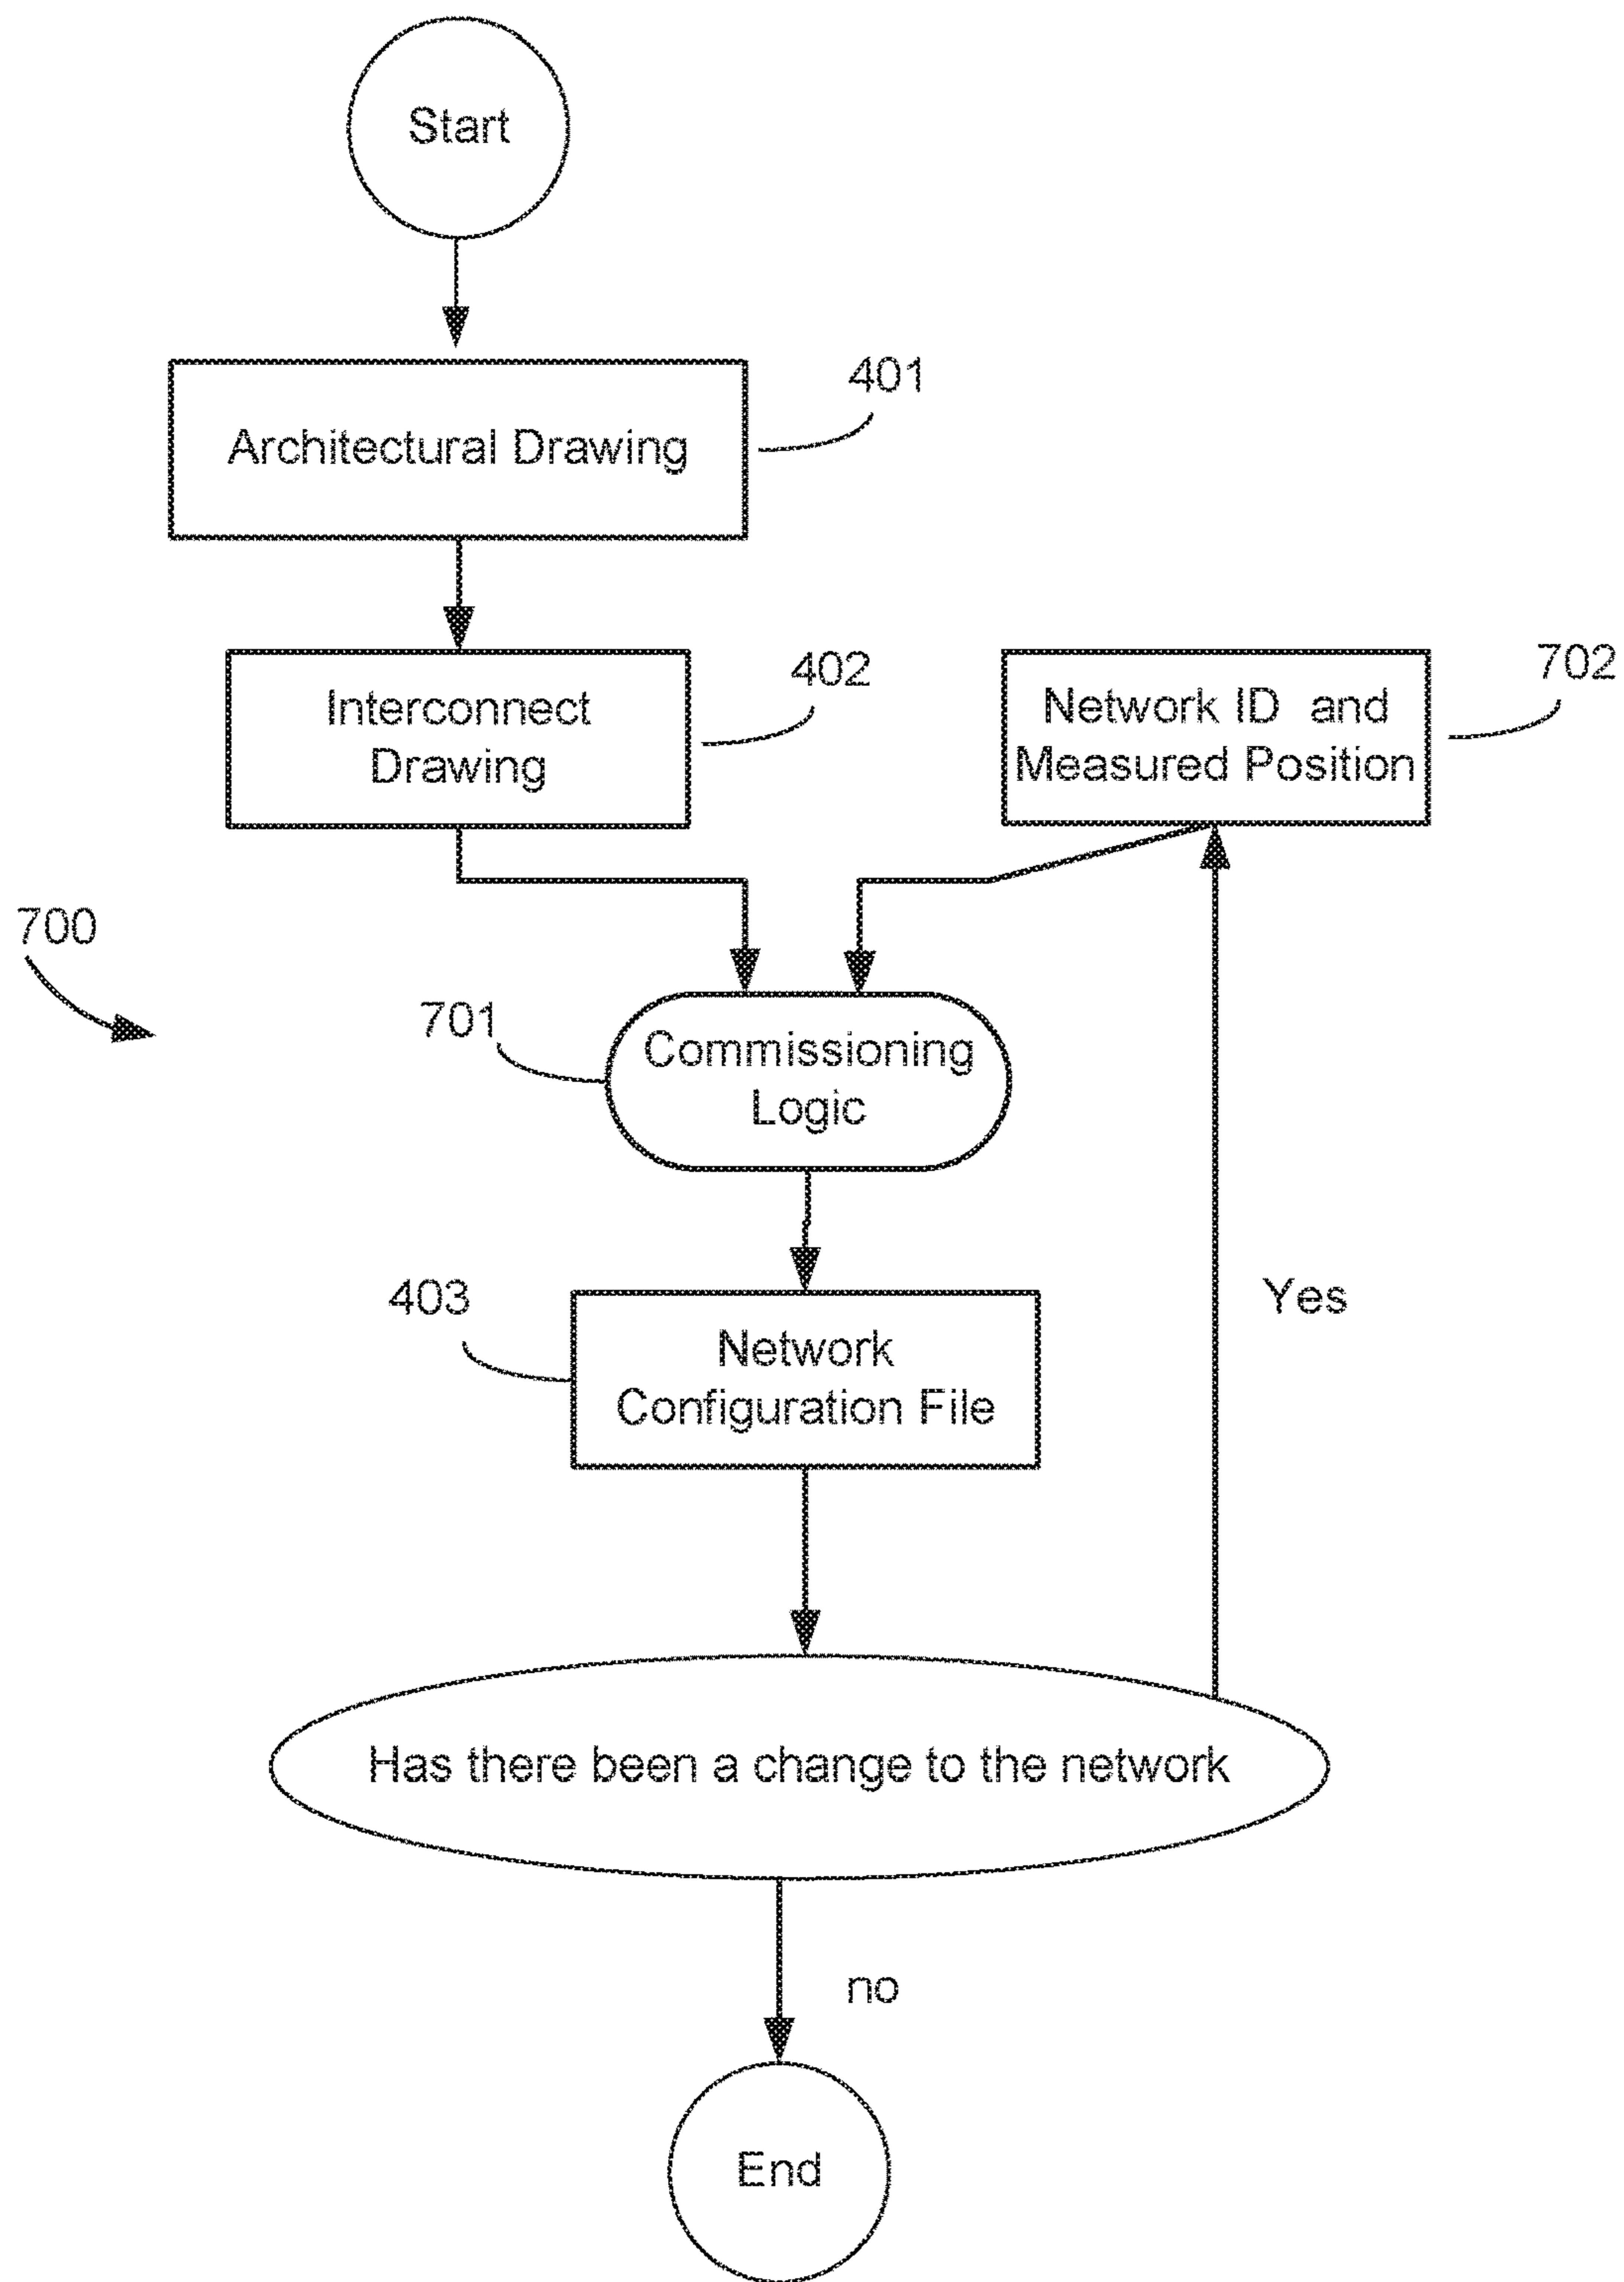 Start
401
Architectural Drawing
402
702
Interconnect
Drawing
Network ID and
Measured Position
700
701
Commissioning
Logic
403
Network
Configuration File
Yes
Has there been a change to the network
no
End